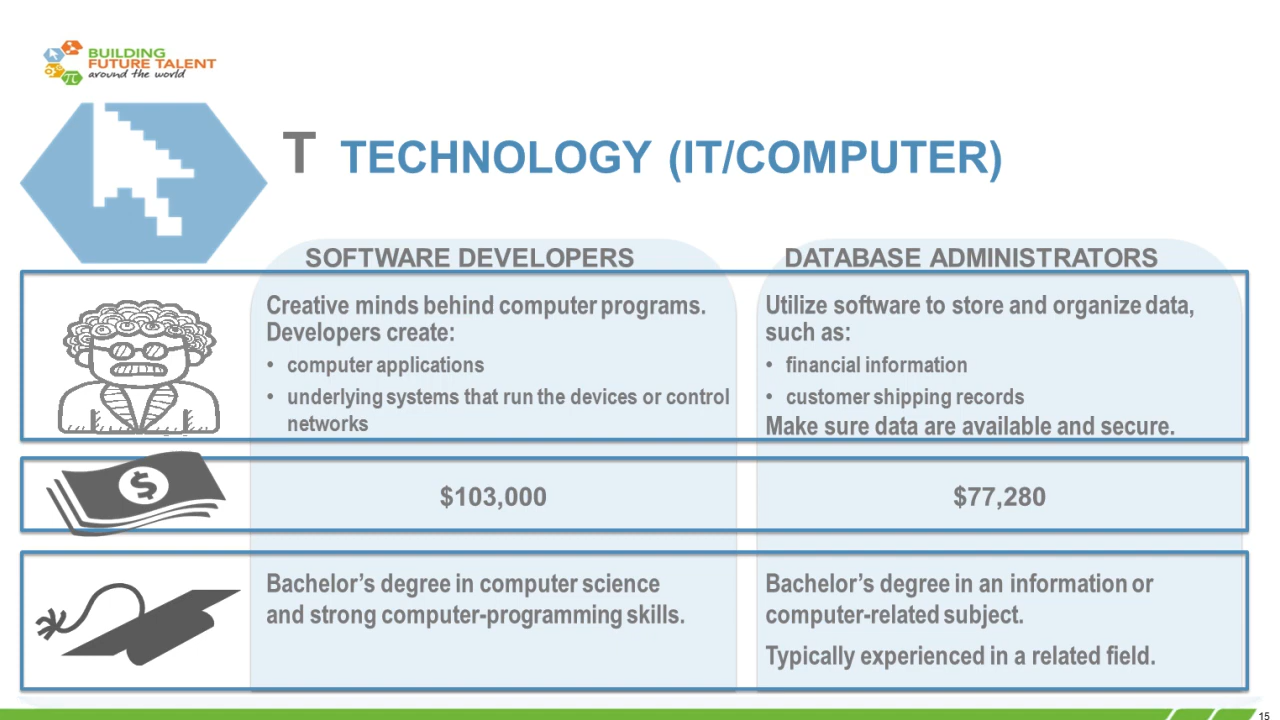 BUILDING
FUTURE TALENT
around the world
π
T TECHNOLOGY (IT/COMPUTER)
SOFTWARE DEVELOPERS
Creative minds behind computer programs.
Developers create:
• computer applications
• underlying systems that run the devices or control
networks
DATABASE ADMINISTRATORS
Utilize software to store and organize data,
such as:
• financial information
• customer shipping records
Make sure data are available and secure.
$
$103,000
$77,280
Bachelor’s degree in computer science
and strong computer-programming skills.
Bachelor’s degree in an information or
computer-related subject.
Typically experienced in a related field.
15